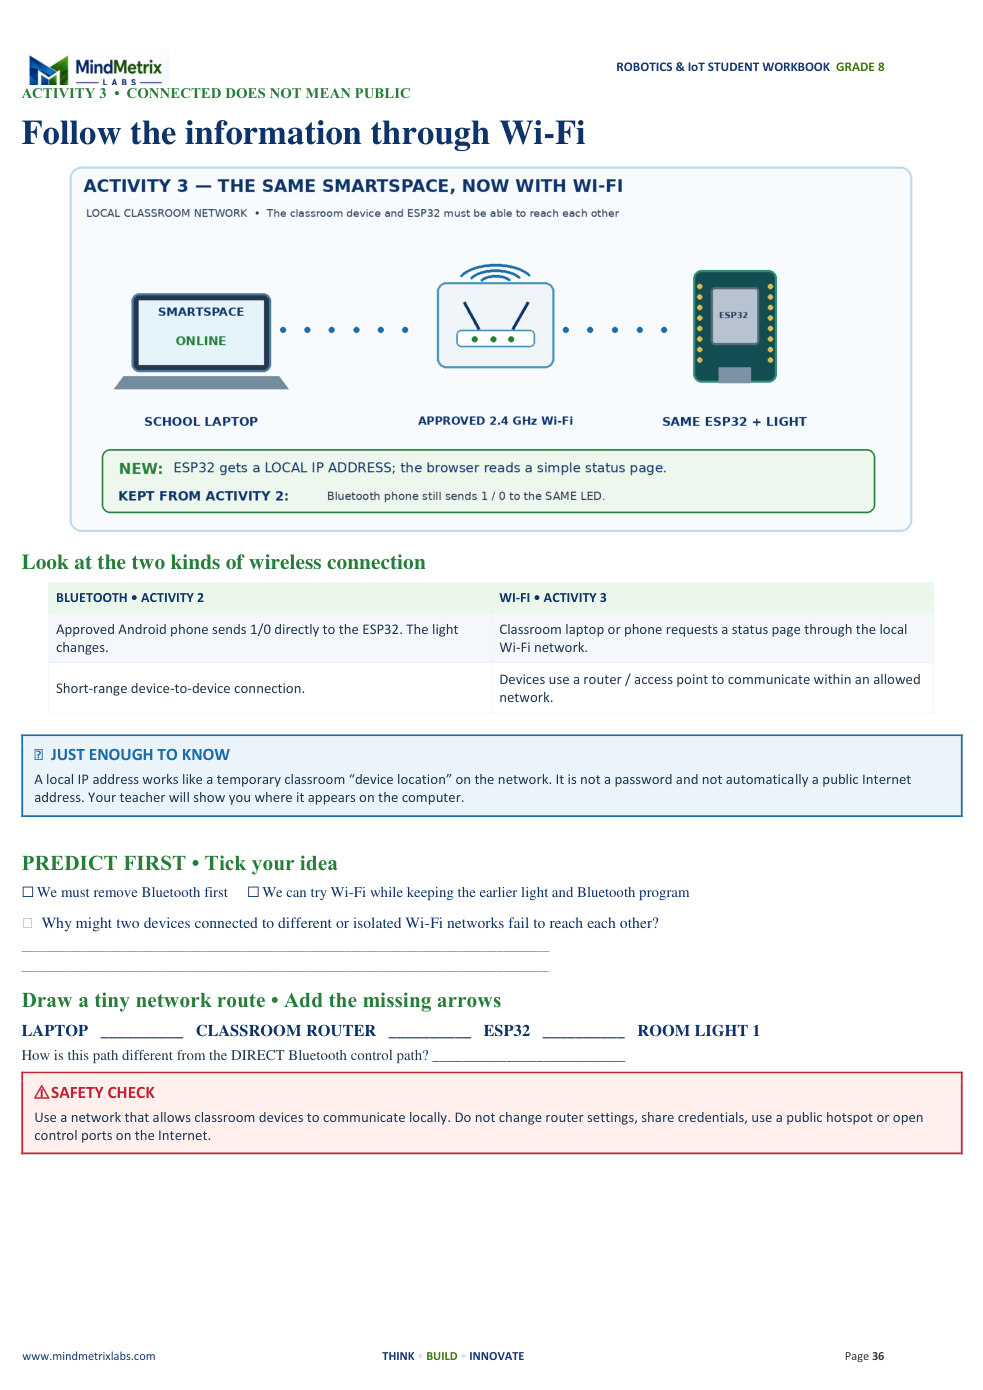 MindMetrix
LABS
ROBOTICS & IoT STUDENT WORKBOOK GRADE 8
ACTIVITY 3 • CONNECTED DOES NOT MEAN PUBLIC
Follow the information through Wi-Fi
ACTIVITY 3 — THE SAME SMARTSPACE, NOW WITH WI-FI
LOCAL CLASSROOM NETWORK • The classroom device and ESP32 must be able to reach each other
SMARTSPACE
ONLINE
ESP32
SCHOOL LAPTOP
APPROVED 2.4 GHz Wi-Fi
SAME ESP32 + LIGHT
NEW: ESP32 gets a LOCAL IP ADDRESS; the browser reads a simple status page.
KEPT FROM ACTIVITY 2: Bluetooth phone still sends 1 / 0 to the SAME LED.
Look at the two kinds of wireless connection
BLUETOOTH • ACTIVITY 2
WI-FI • ACTIVITY 3
Approved Android phone sends 1/0 directly to the ESP32. The light
changes.
Classroom laptop or phone requests a status page through the local
Wi-Fi network.
Short-range device-to-device connection.
Devices use a router / access point to communicate within an allowed
network.
JUST ENOUGH TO KNOW
A local IP address works like a temporary classroom “device location” on the network. It is not a password and not automatically a public Internet
address. Your teacher will show you where it appears on the computer.
PREDICT FIRST • Tick your idea
☐ We must remove Bluetooth first ☐ We can try Wi-Fi while keeping the earlier light and Bluetooth program
Why might two devices connected to different or isolated Wi-Fi networks fail to reach each other?
Draw a tiny network route • Add the missing arrows
LAPTOP __________ CLASSROOM ROUTER __________ ESP32 __________ ROOM LIGHT 1
How is this path different from the DIRECT Bluetooth control path? __________________________
⚠SAFETY CHECK
Use a network that allows classroom devices to communicate locally. Do not change router settings, share credentials, use a public hotspot or open
control ports on the Internet.
www.mindmetrixlabs.com
THINK • BUILD • INNOVATE
Page 36